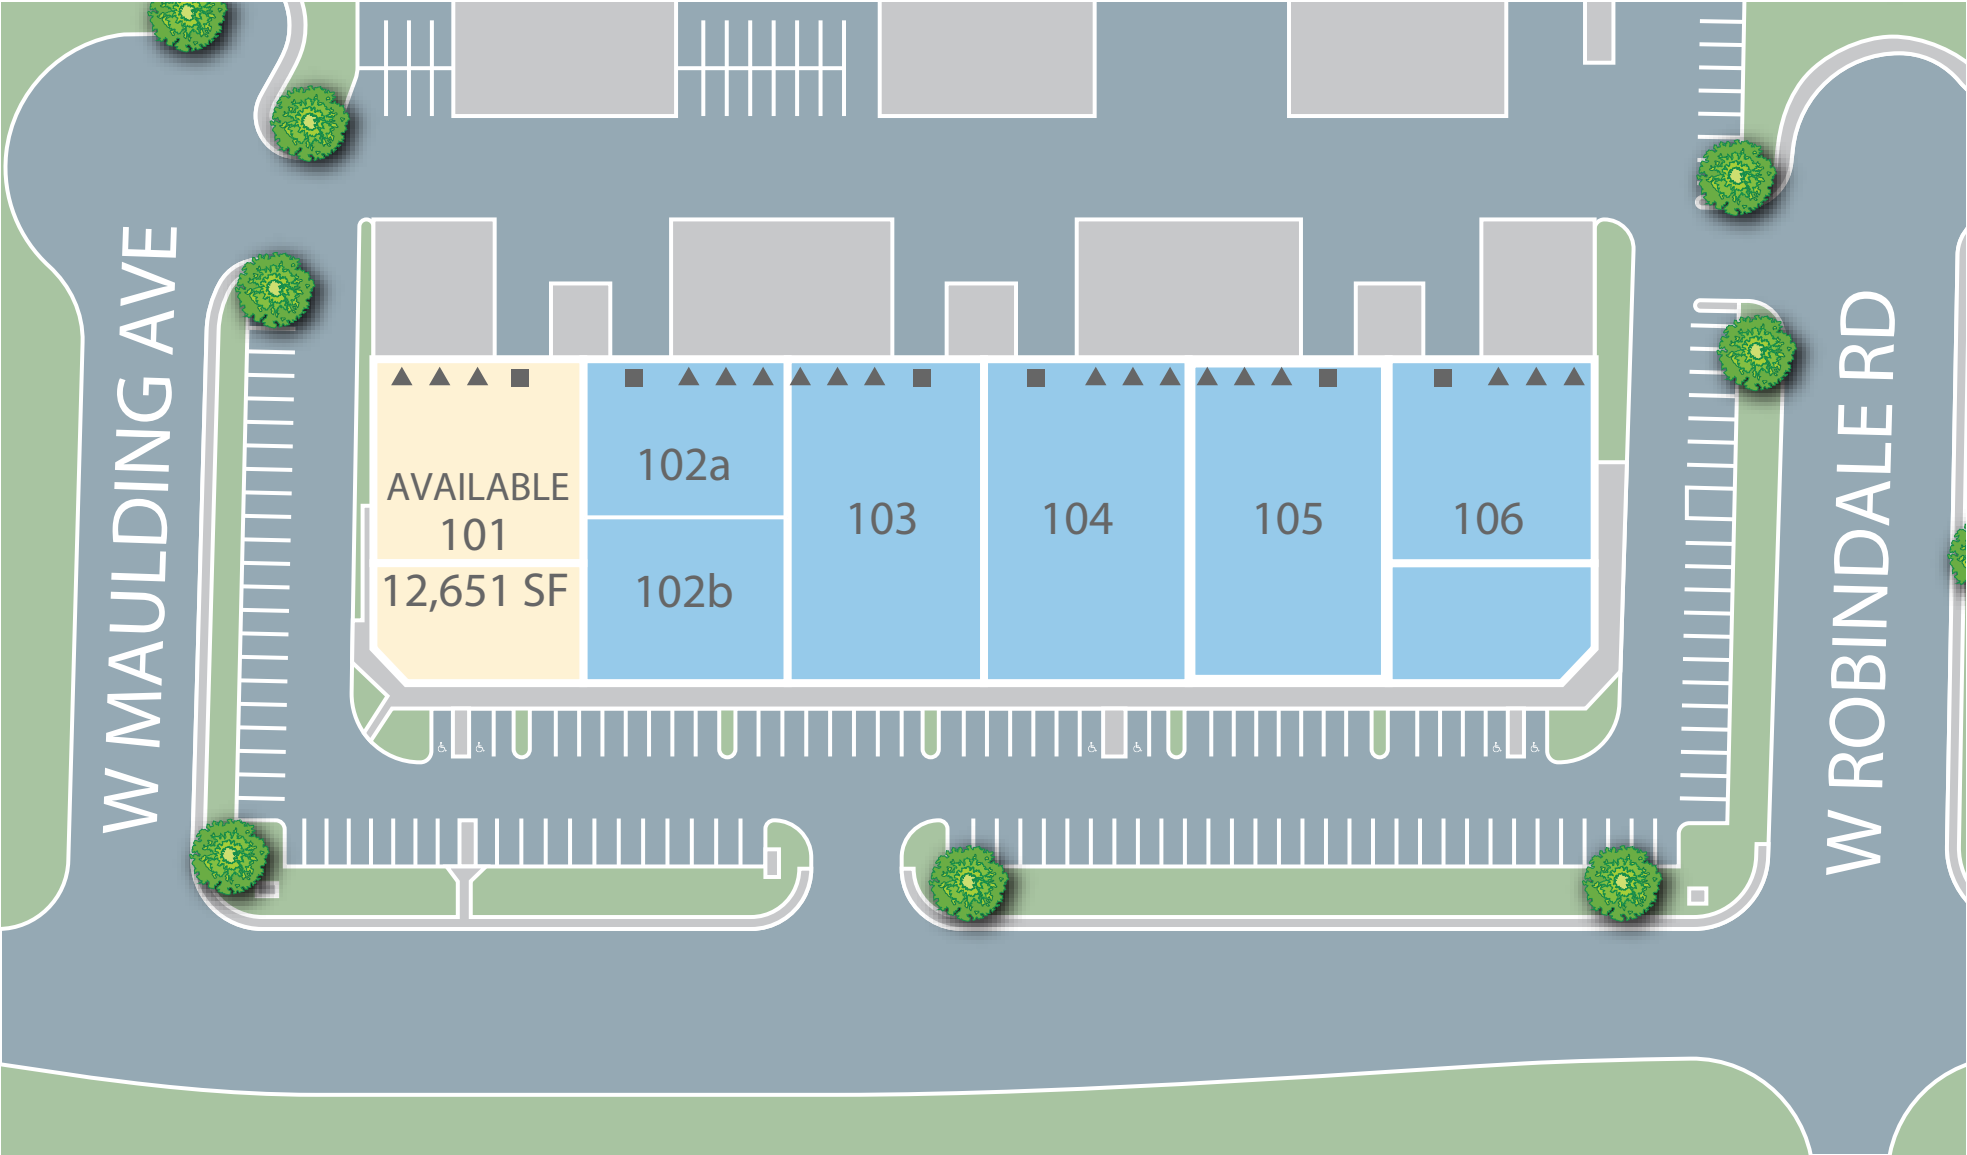 W MAULDING AVE
AVAILABLE
101
12,651 SF
102a
102b
103
104
105
106
W ROBINDALE RD